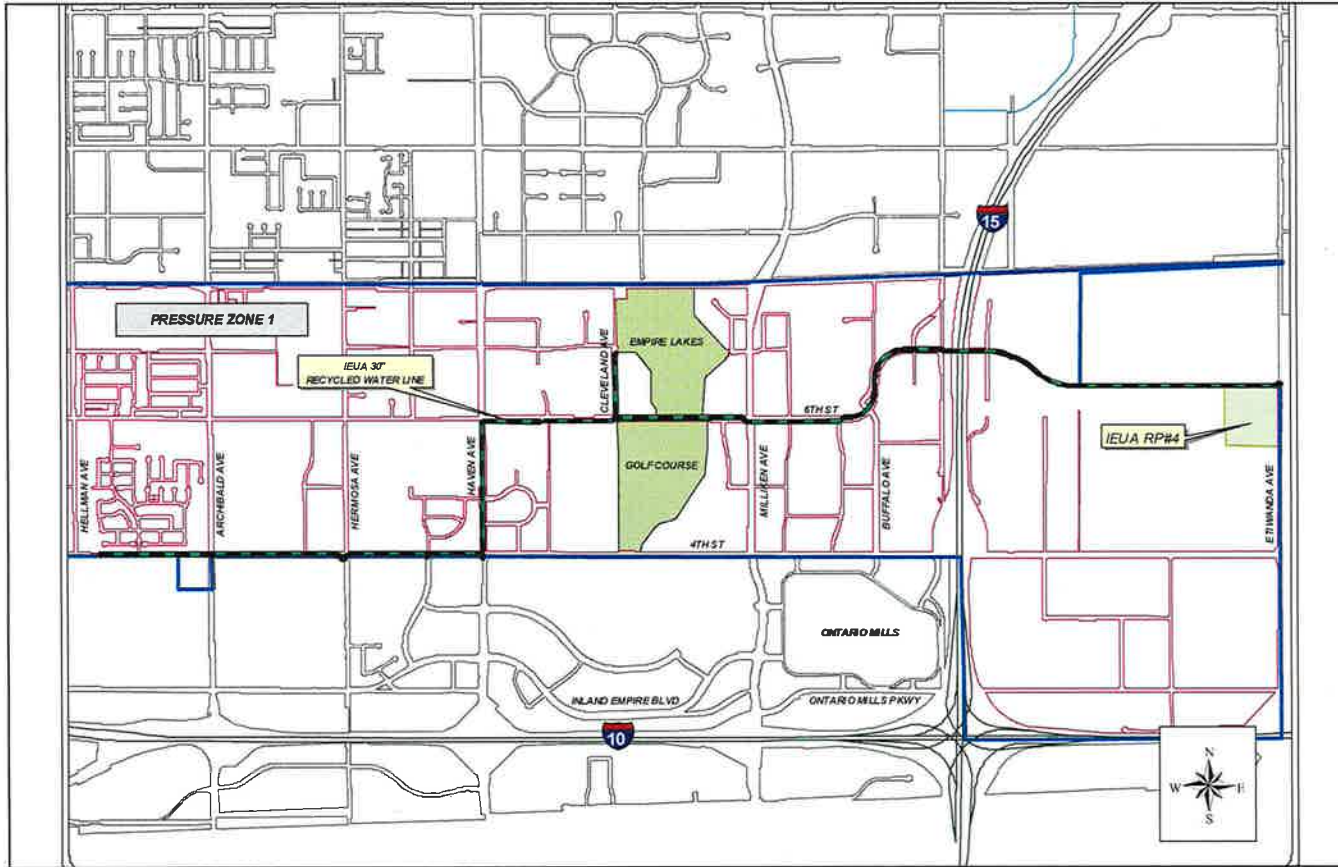 15
PRESSURE ZONE 1
EMPIRE LAKES
IEUA 30"
RECYCLED WATER LINE
CLEVELAND AVE
6TH ST
IEUA RP#4
HELLMAN AVE
ARCHIBALD AVE
HERMOSA AVE
HAVEN AVE
GOLF COURSE
MILLIKEN AVE
BUFFALO AVE
ETIWANDA AVE
4TH ST
ONTARIO MILLS
INLAND EMPIRE BLVD
ONTARIO MILLS PKWY
10
N
W E
S